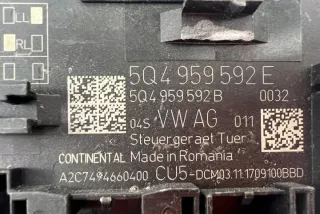 LL
RL
5Q4 959 592 E
5Q4 959 592 B 0032
04S VW AG 011
Steuergeraet Tuer
CONTINENTAL Made in Romania
A2C7494660400 CU5-DCM03.11.1709100BBD